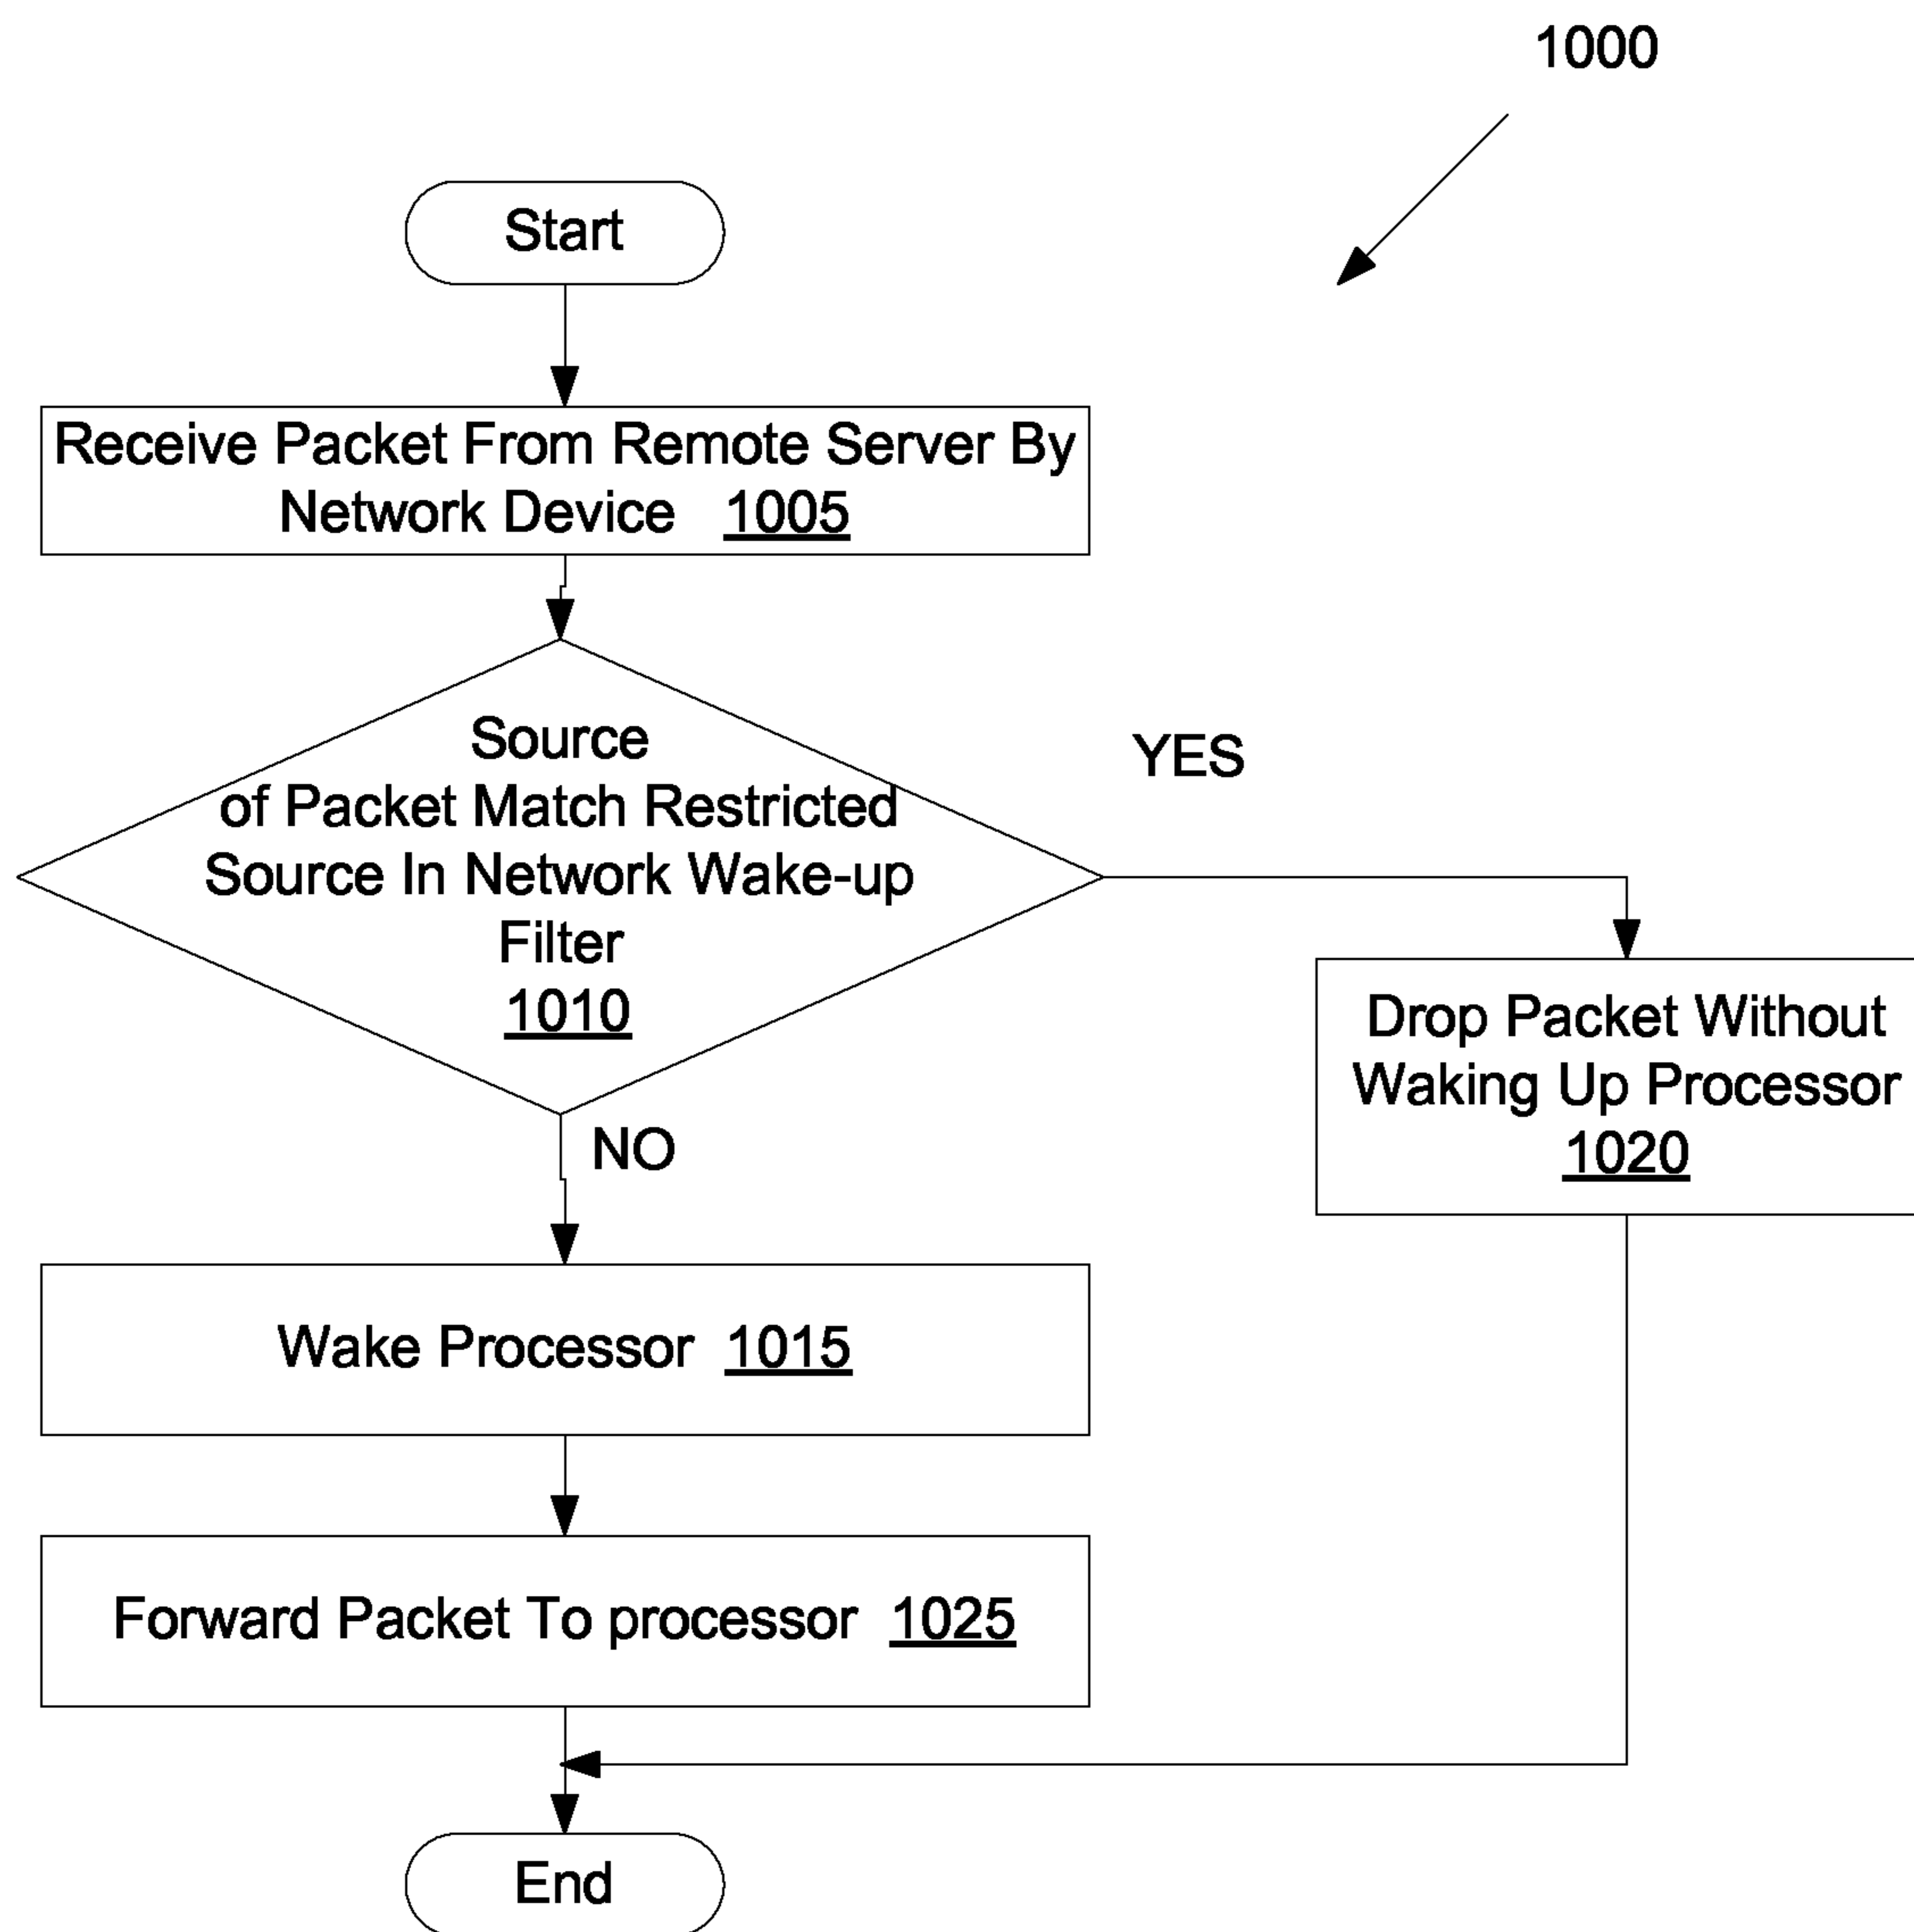 1000
Start
Receive Packet From Remote Server By
Network Device 1005
Source
of Packet Match Restricted
Source In Network Wake-up
Filter
1010
YES
NO
Drop Packet Without
Waking Up Processor
1020
Wake Processor 1015
Forward Packet To processor 1025
End